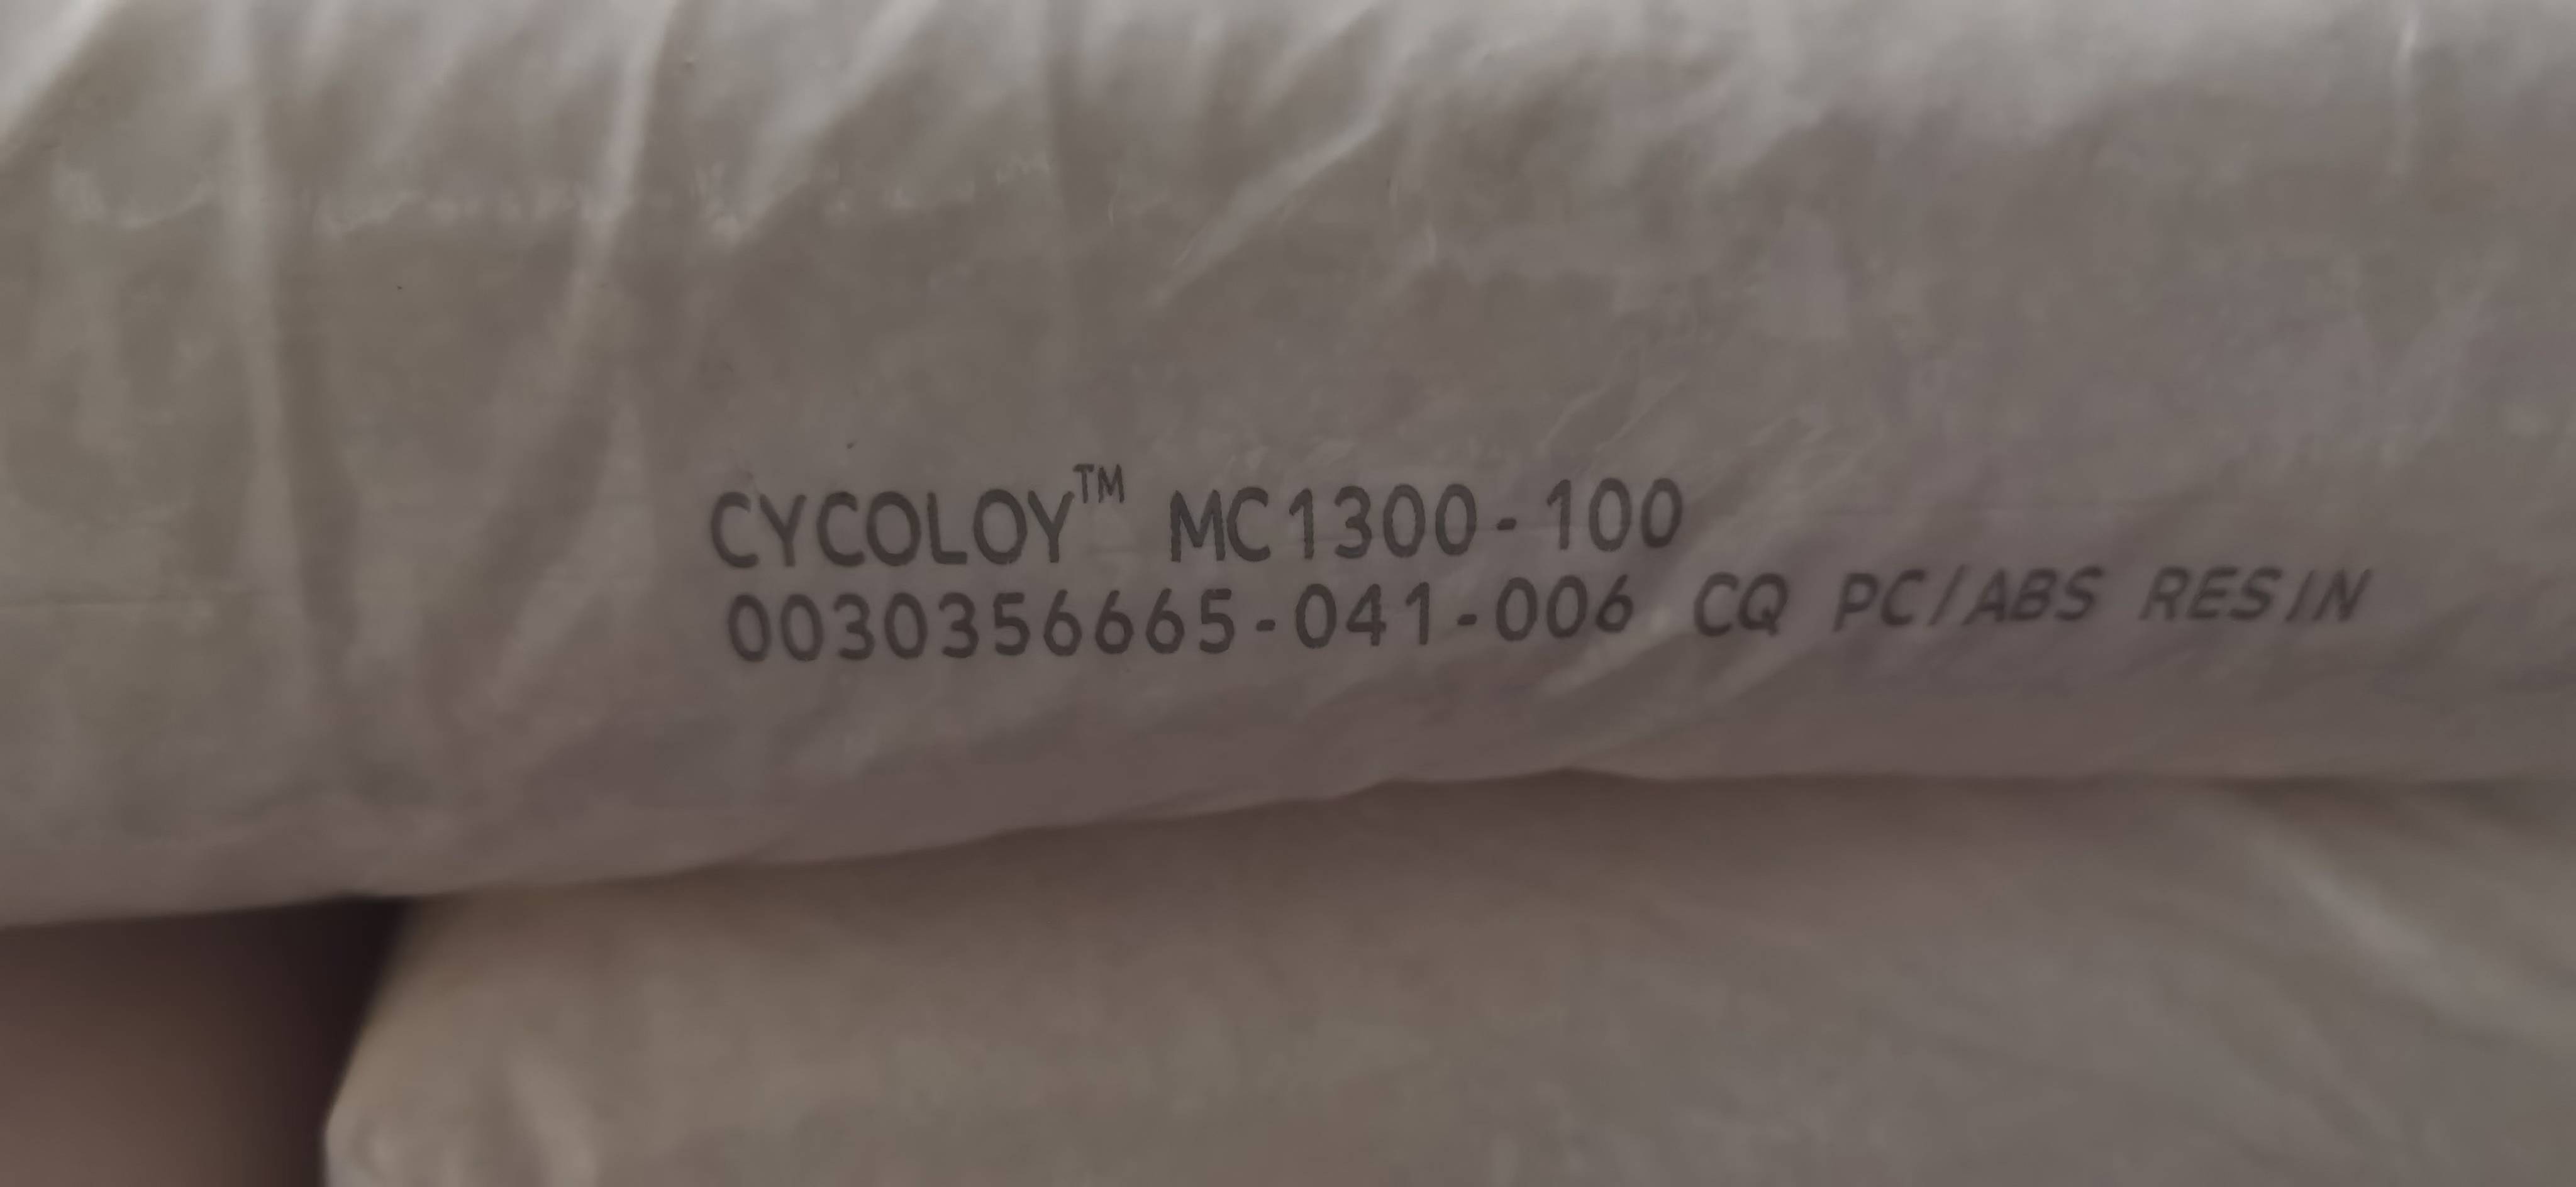 CYCOLOY™ MC1300-100
0030356665-041-006 CQ PC/ABS RESIN